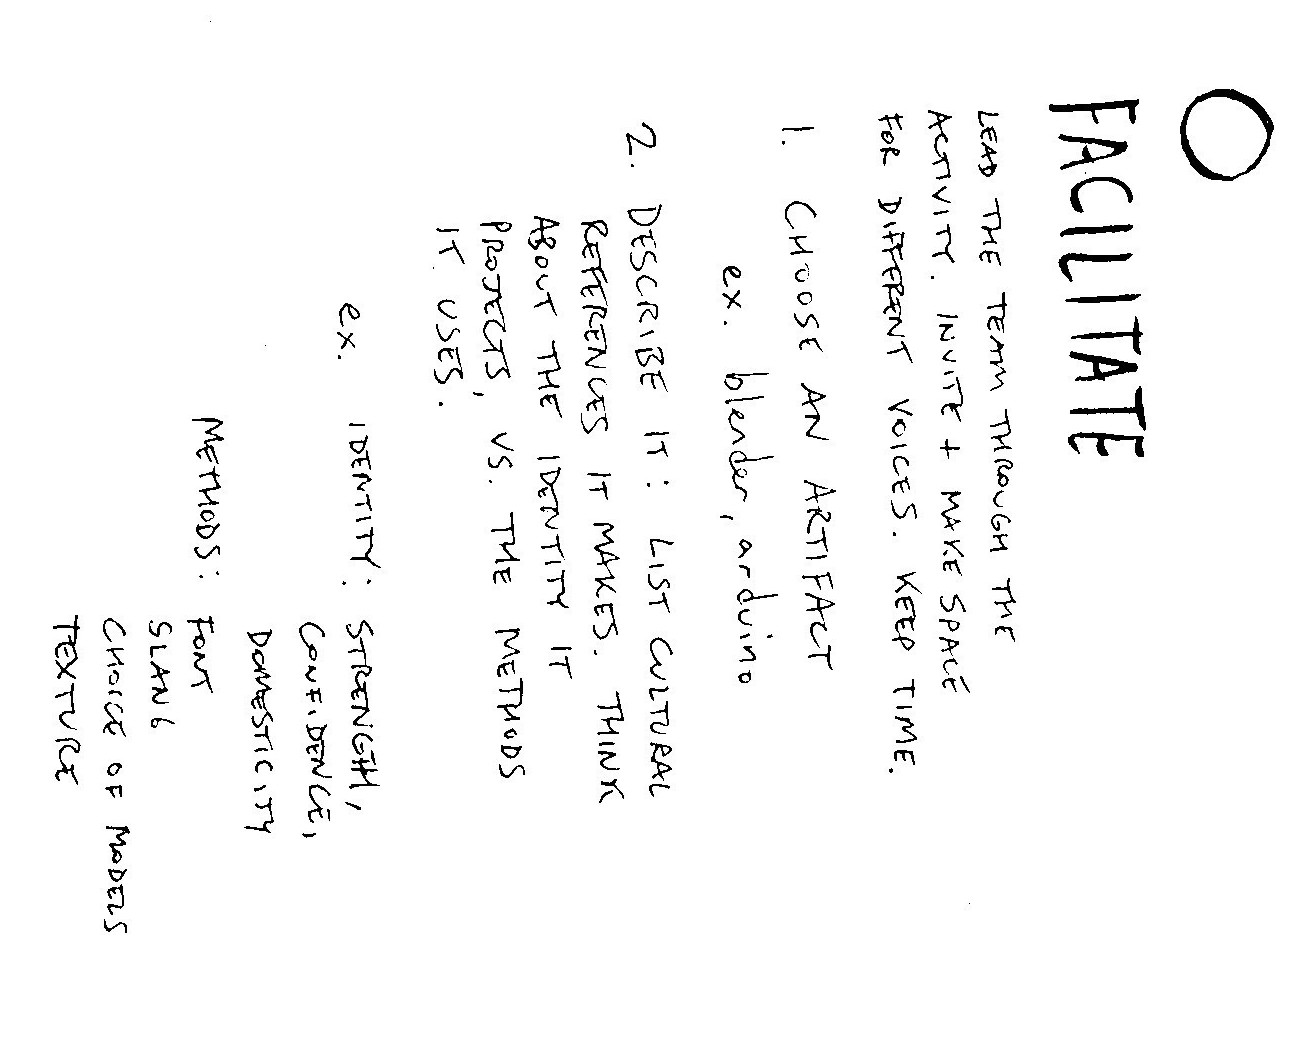 FACILITATE
LEAD THE TEAM THROUGH THE
ACTIVITY. INVITE + MAKE SPACE
FOR DIFFERENT VOICES. KEEP TIME.
1. CHOOSE AN ARTIFACT
ex. blender, arduino
2. DESCRIBE IT: LIST CULTURAL
REFERENCES IT MAKES. THINK
ABOUT THE IDENTITY IT
PROJECTS, VS. THE METHODS
IT USES.
ex. IDENTITY: STRENGTH,
CONFIDENCE,
DOMESTICITY
METHODS: FONT
SLANG
CHOICE OF MODELS
TEXTURE